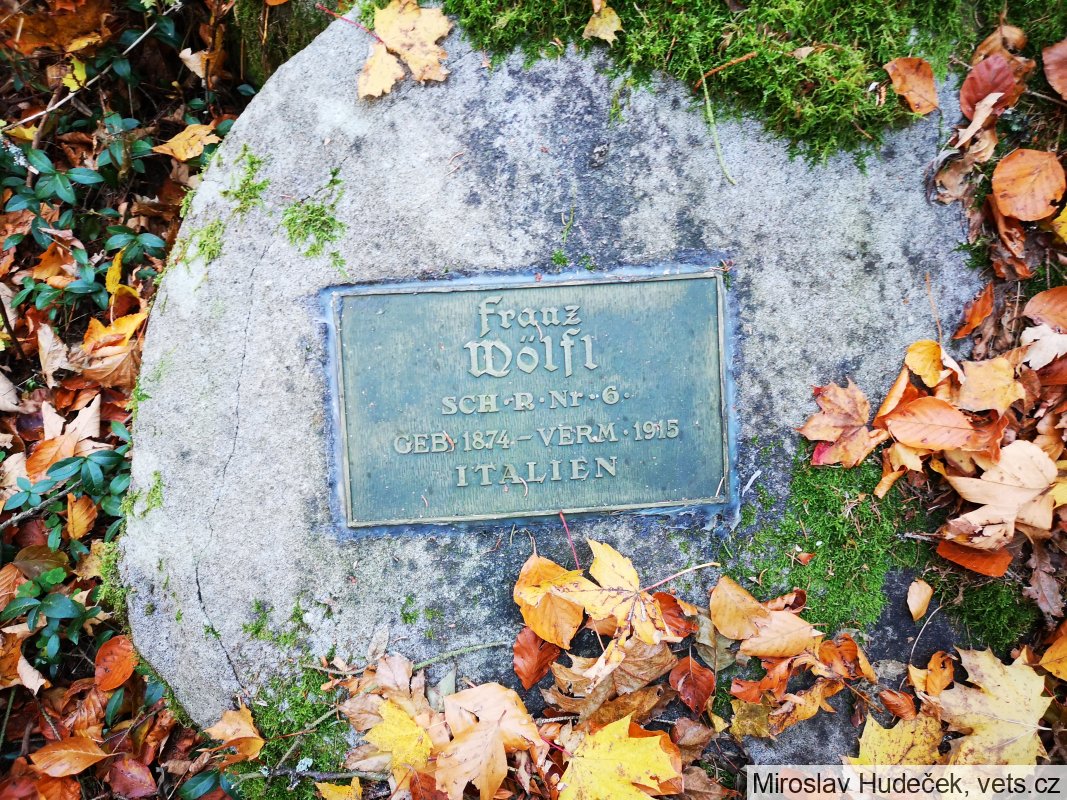 Franz
Wölfl
SCH·R·Nr·6·
GEB·1874–VERM·1915
ITALIEN
Miroslav Hudeček, vets.cz